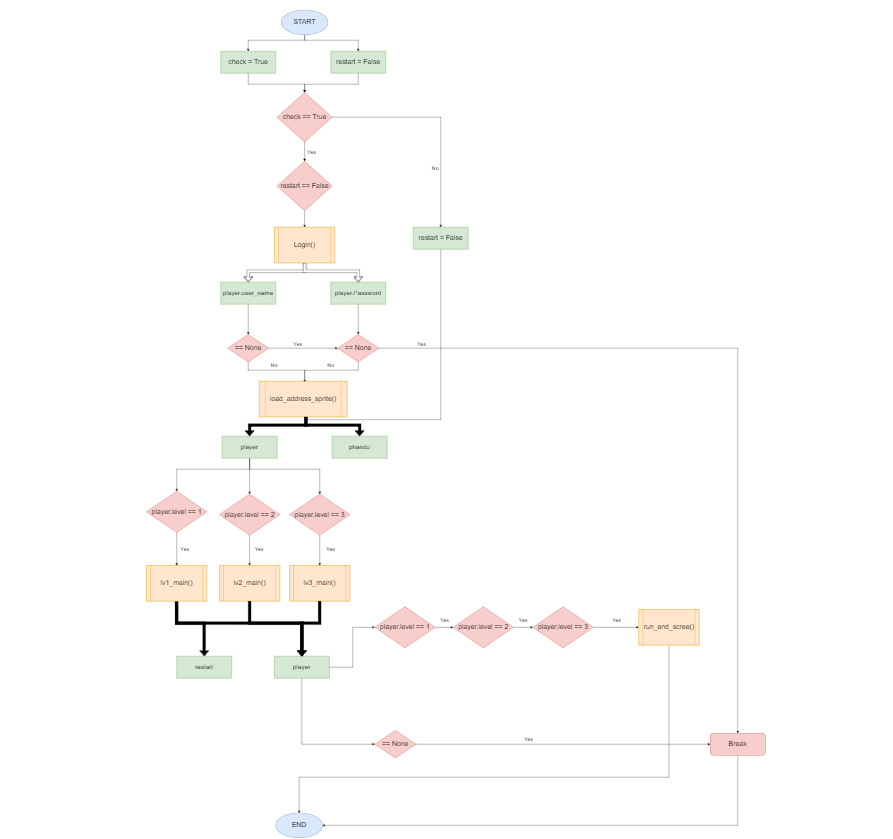 START
check = True
restart = False
check == True
No
Yes
restart == False
Login()
restart = False
player.user_name
player.Password
== None
Yes
== None
Yes
No
No
load_address_sprite()
player
phandu
player.level == 1
player.level == 2
player.level == 3
Yes
Yes
Yes
lv1_main()
lv2_main()
lv3_main()
player.level == 1
Yes
player.level == 2
Yes
player.level == 3
Yes
run_end_scree()
restart
player
== None
Yes
Break
END